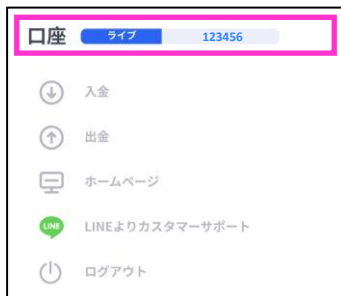 口座 ライブ 123456
入金
出金
ホームページ
LINE LINEよりカスタマーサポート
ログアウト